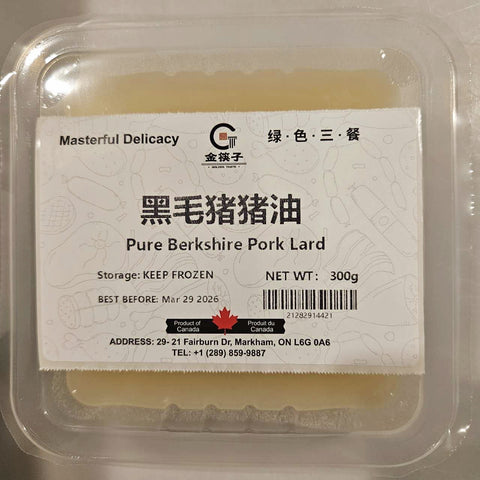 Masterful Delicacy
金筷子
GOLDEN TASTE
绿·色·三·餐
黑毛猪猪油
Pure Berkshire Pork Lard
Storage: KEEP FROZEN
NET WT: 300g
BEST BEFORE: Mar 29 2026
21282914421
Product of Canada
Produit du Canada
ADDRESS: 29- 21 Fairburn Dr, Markham, ON L6G 0A6
TEL: +1 (289) 859-9887